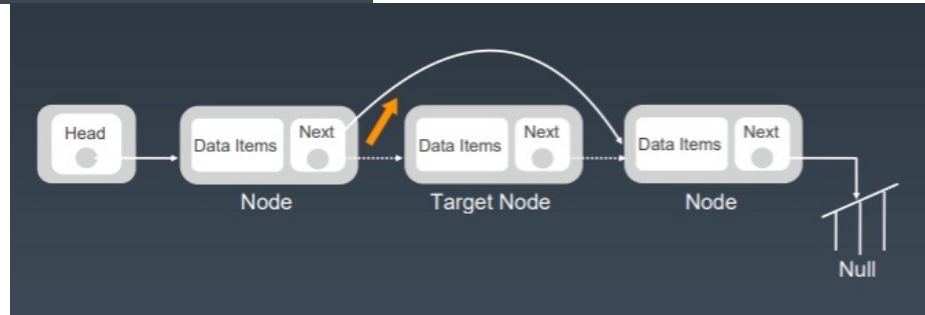 Head
Data Items
Next
Node
Data Items
Next
Target Node
Data Items
Next
Node
Null